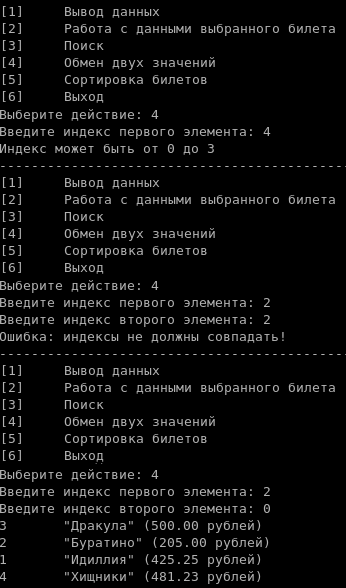 [1] Вывод данных
[2] Работа с данными выбранного билета
[3] Поиск
[4] Обмен двух значений
[5] Сортировка билетов
[6] Выход
Выберите действие: 4
Введите индекс первого элемента: 4
Индекс может быть от 0 до 3
--------------------------------------------
[1] Вывод данных
[2] Работа с данными выбранного билета
[3] Поиск
[4] Обмен двух значений
[5] Сортировка билетов
[6] Выход
Выберите действие: 4
Введите индекс первого элемента: 2
Введите индекс второго элемента: 2
Ошибка: индексы не должны совпадать!
--------------------------------------------
[1] Вывод данных
[2] Работа с данными выбранного билета
[3] Поиск
[4] Обмен двух значений
[5] Сортировка билетов
[6] Выход
Выберите действие: 4
Введите индекс первого элемента: 2
Введите индекс второго элемента: 0
3 "Дракула" (500.00 рублей)
2 "Буратино" (205.00 рублей)
1 "Идиллия" (425.25 рублей)
4 "Хищники" (481.23 рублей)